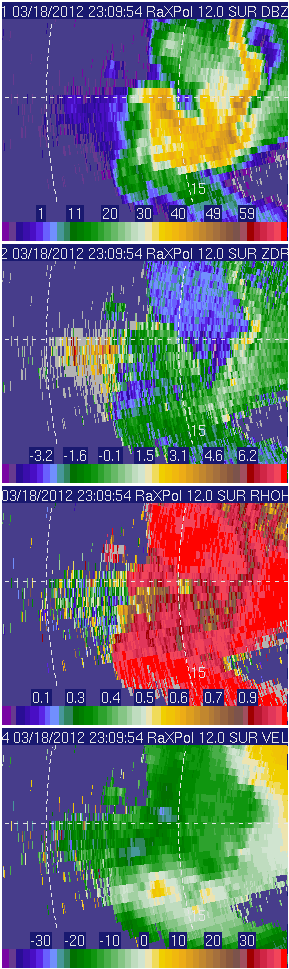 1 03/18/2012 23:09:54 RaXPol 12.0 SUR DBZ
15
1 11 20 30 40 49 59
2 03/18/2012 23:09:54 RaXPol 12.0 SUR ZDR
15
-3.2 -1.6 -0.1 1.5 3.1 4.6 6.2
03/18/2012 23:09:54 RaXPol 12.0 SUR RHOH
15
0.1 0.3 0.4 0.5 0.6 0.7 0.9
4 03/18/2012 23:09:54 RaXPol 12.0 SUR VEL
15
-30 -20 -10 0 10 20 30